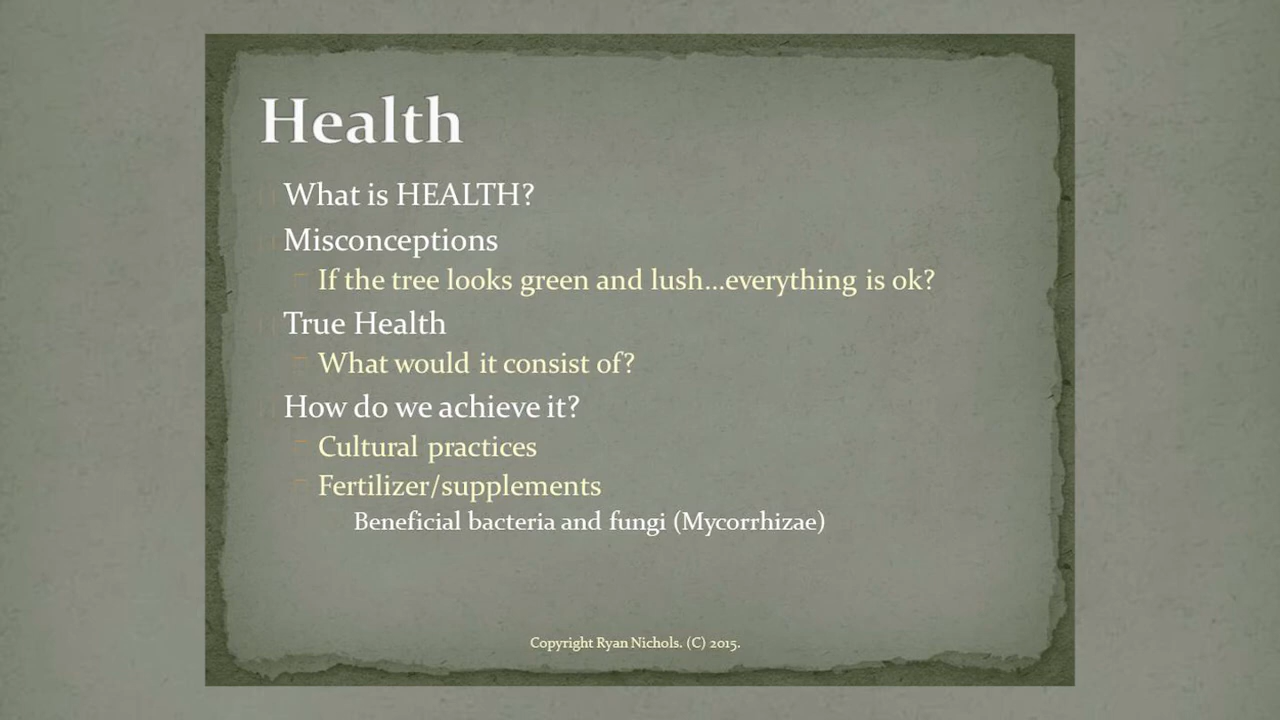 Health
What is HEALTH?
Misconceptions
If the tree looks green and lush...everything is ok?
True Health
What would it consist of?
How do we achieve it?
Cultural practices
Fertilizer/supplements
Beneficial bacteria and fungi (Mycorrhizae)
Copyright Ryan Nichols. (C) 2015.